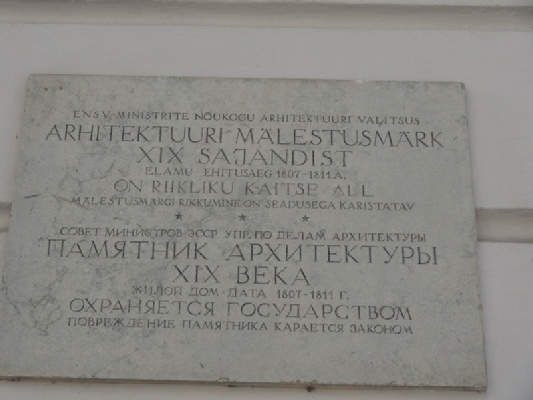 ENSV MINISTRITE NÕUKOGU ARHITEKTUURI VALITSUS
ARHITEKTUURI-MÄLESTUSMÄRK
XIX SAJANDIST
ELAMU EHITUSAEG 1807-1811.A.
ON RIIKLIKU KAITSE ALL
MÄLESTUSMÄRGI RIKKUMINE ON SEADUSEGA KARISTATAV
★ ★ ★
СОВЕТ МИНИСТРОВ ЭССР УПР. ПО ДЕЛАМ АРХИТЕКТУРЫ
ПАМЯТНИК АРХИТЕКТУРЫ
XIX ВЕКА
ЖИЛОЙ ДОМ ДАТА 1807-1811 Г.
ОХРАНЯЕТСЯ ГОСУДАРСТВОМ
ПОВРЕЖДЕНИЕ ПАМЯТНИКА КАРАЕТСЯ ЗАКОНОМ